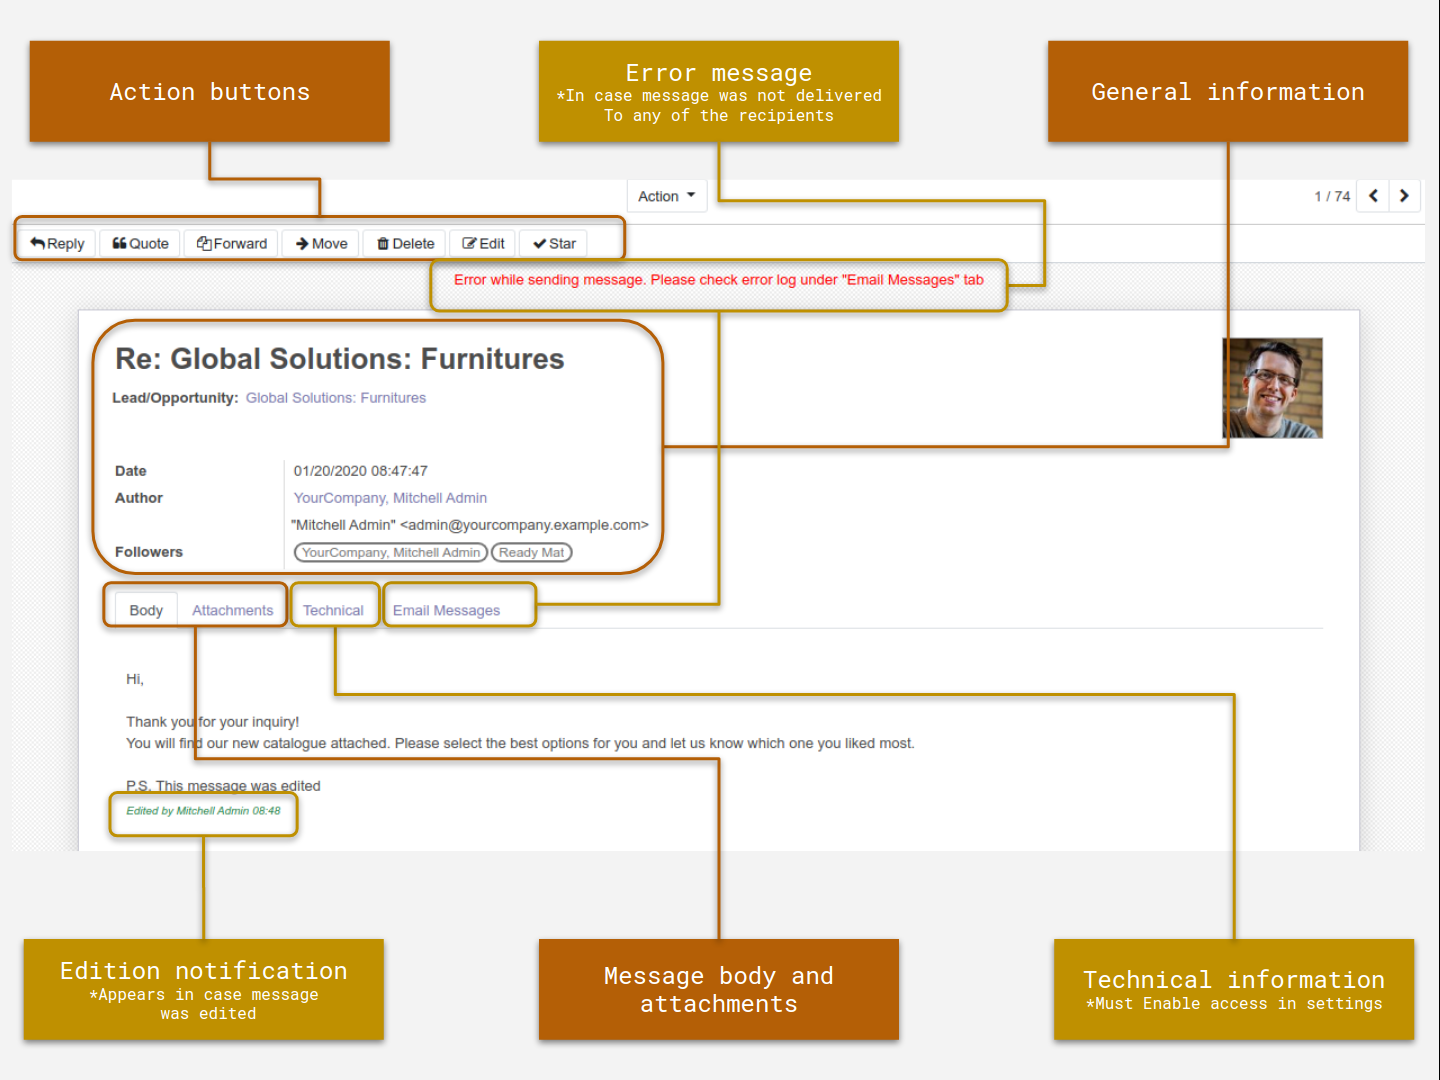 Action buttons
Error message
*In case message was not delivered
To any of the recipients
General information
Action
1 / 74
Reply Quote Forward Move Delete Edit Star
Error while sending message. Please check error log under "Email Messages" tab
Re: Global Solutions: Furnitures
Lead/Opportunity: Global Solutions: Furnitures
Date 01/20/2020 08:47:47
Author YourCompany, Mitchell Admin
"Mitchell Admin" <admin@yourcompany.example.com>
Followers YourCompany, Mitchell Admin Ready Mat
Body Attachments Technical Email Messages
Hi,
Thank you for your inquiry!
You will find our new catalogue attached. Please select the best options for you and let us know which one you liked most.
P.S. This message was edited
Edited by Mitchell Admin 08:48
Edition notification
*Appears in case message
was edited
Message body and
attachments
Technical information
*Must Enable access in settings